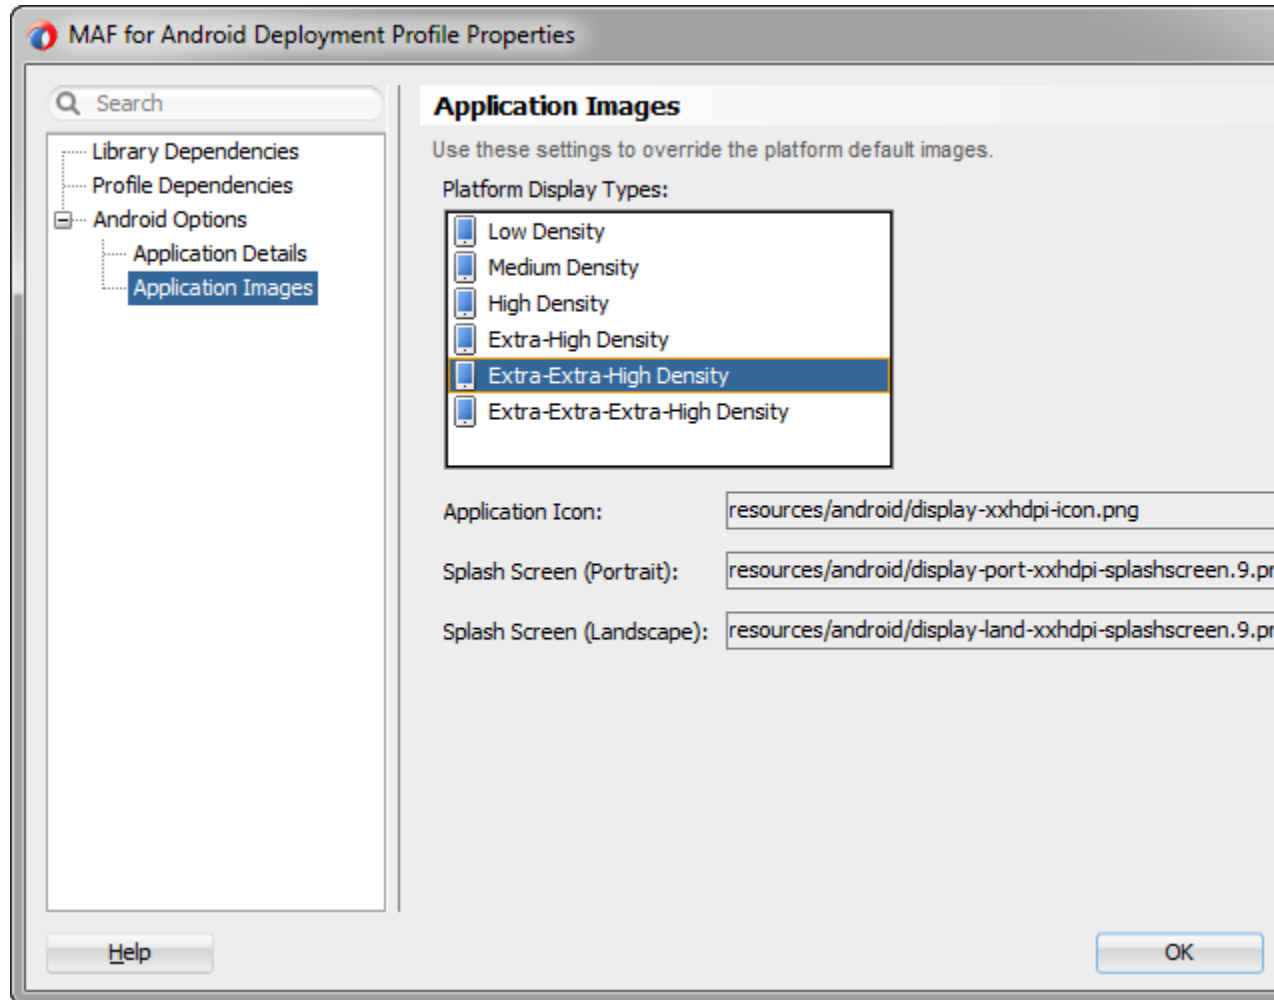 MAF for Android Deployment Profile Properties
Search
Library Dependencies
Profile Dependencies
Android Options
Application Details
Application Images
Application Images
Use these settings to override the platform default images.
Platform Display Types:
Low Density
Medium Density
High Density
Extra-High Density
Extra-Extra-High Density
Extra-Extra-Extra-High Density
Application Icon: resources/android/display-xxhdpi-icon.png
Splash Screen (Portrait): resources/android/display-port-xxhdpi-splashscreen.9.pn
Splash Screen (Landscape): resources/android/display-land-xxhdpi-splashscreen.9.pn
Help
OK